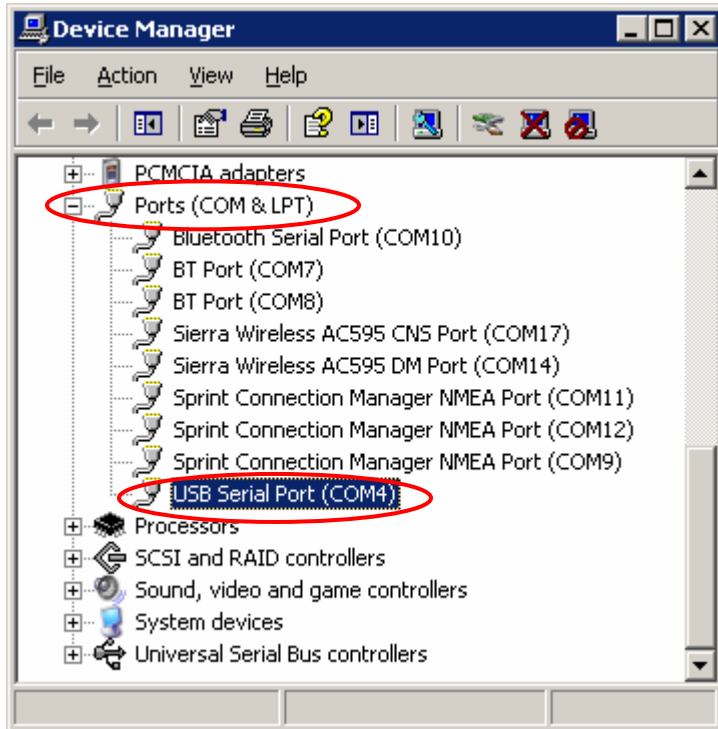 Device Manager
File Action View Help
PCMCIA adapters
Ports (COM & LPT)
Bluetooth Serial Port (COM10)
BT Port (COM7)
BT Port (COM8)
Sierra Wireless AC595 CNS Port (COM17)
Sierra Wireless AC595 DM Port (COM14)
Sprint Connection Manager NMEA Port (COM11)
Sprint Connection Manager NMEA Port (COM12)
Sprint Connection Manager NMEA Port (COM9)
USB Serial Port (COM4)
Processors
SCSI and RAID controllers
Sound, video and game controllers
System devices
Universal Serial Bus controllers